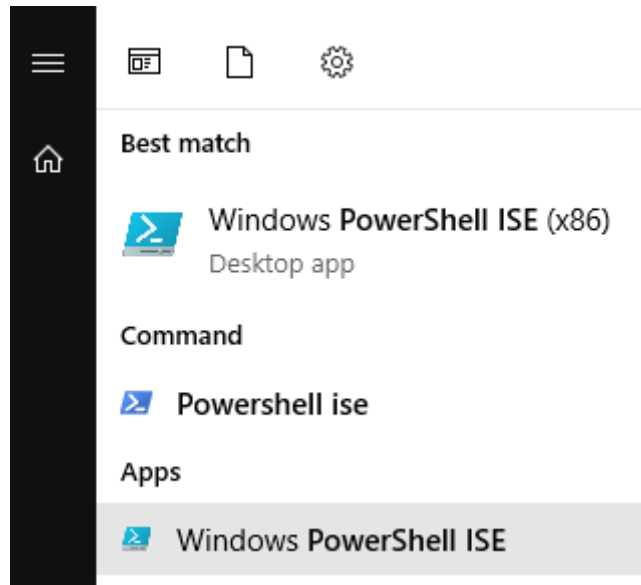 Best match
Windows PowerShell ISE (x86)
Desktop app
Command
Powershell ise
Apps
Windows PowerShell ISE